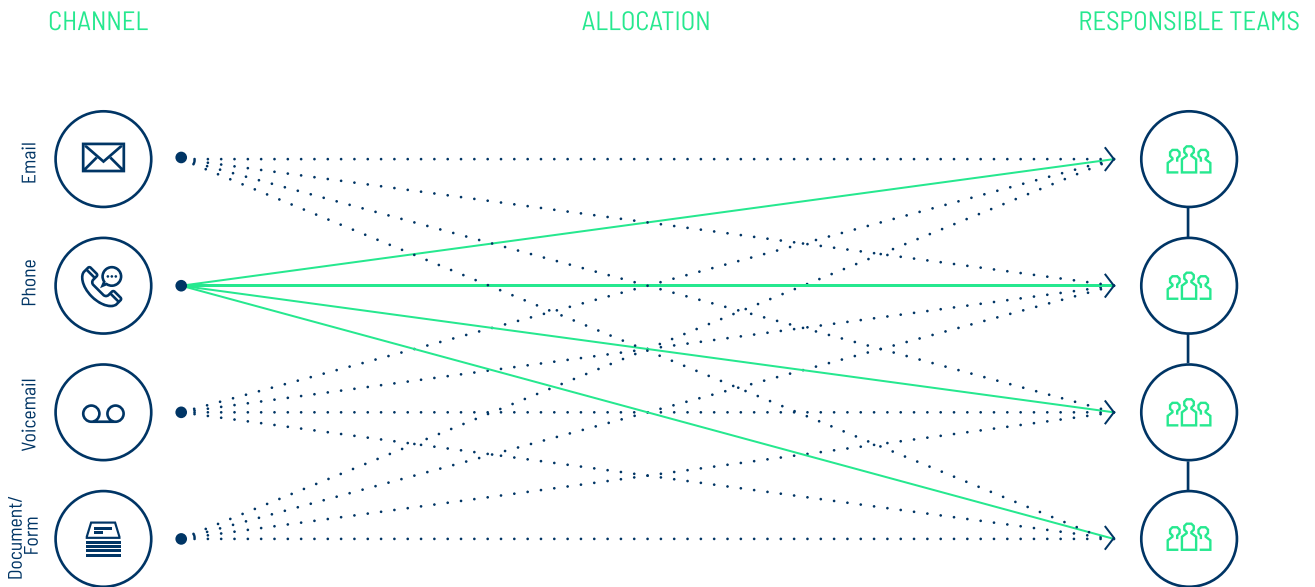 CHANNEL
ALLOCATION
RESPONSIBLE TEAMS
Email
Phone
Voicemail
Document/
Form